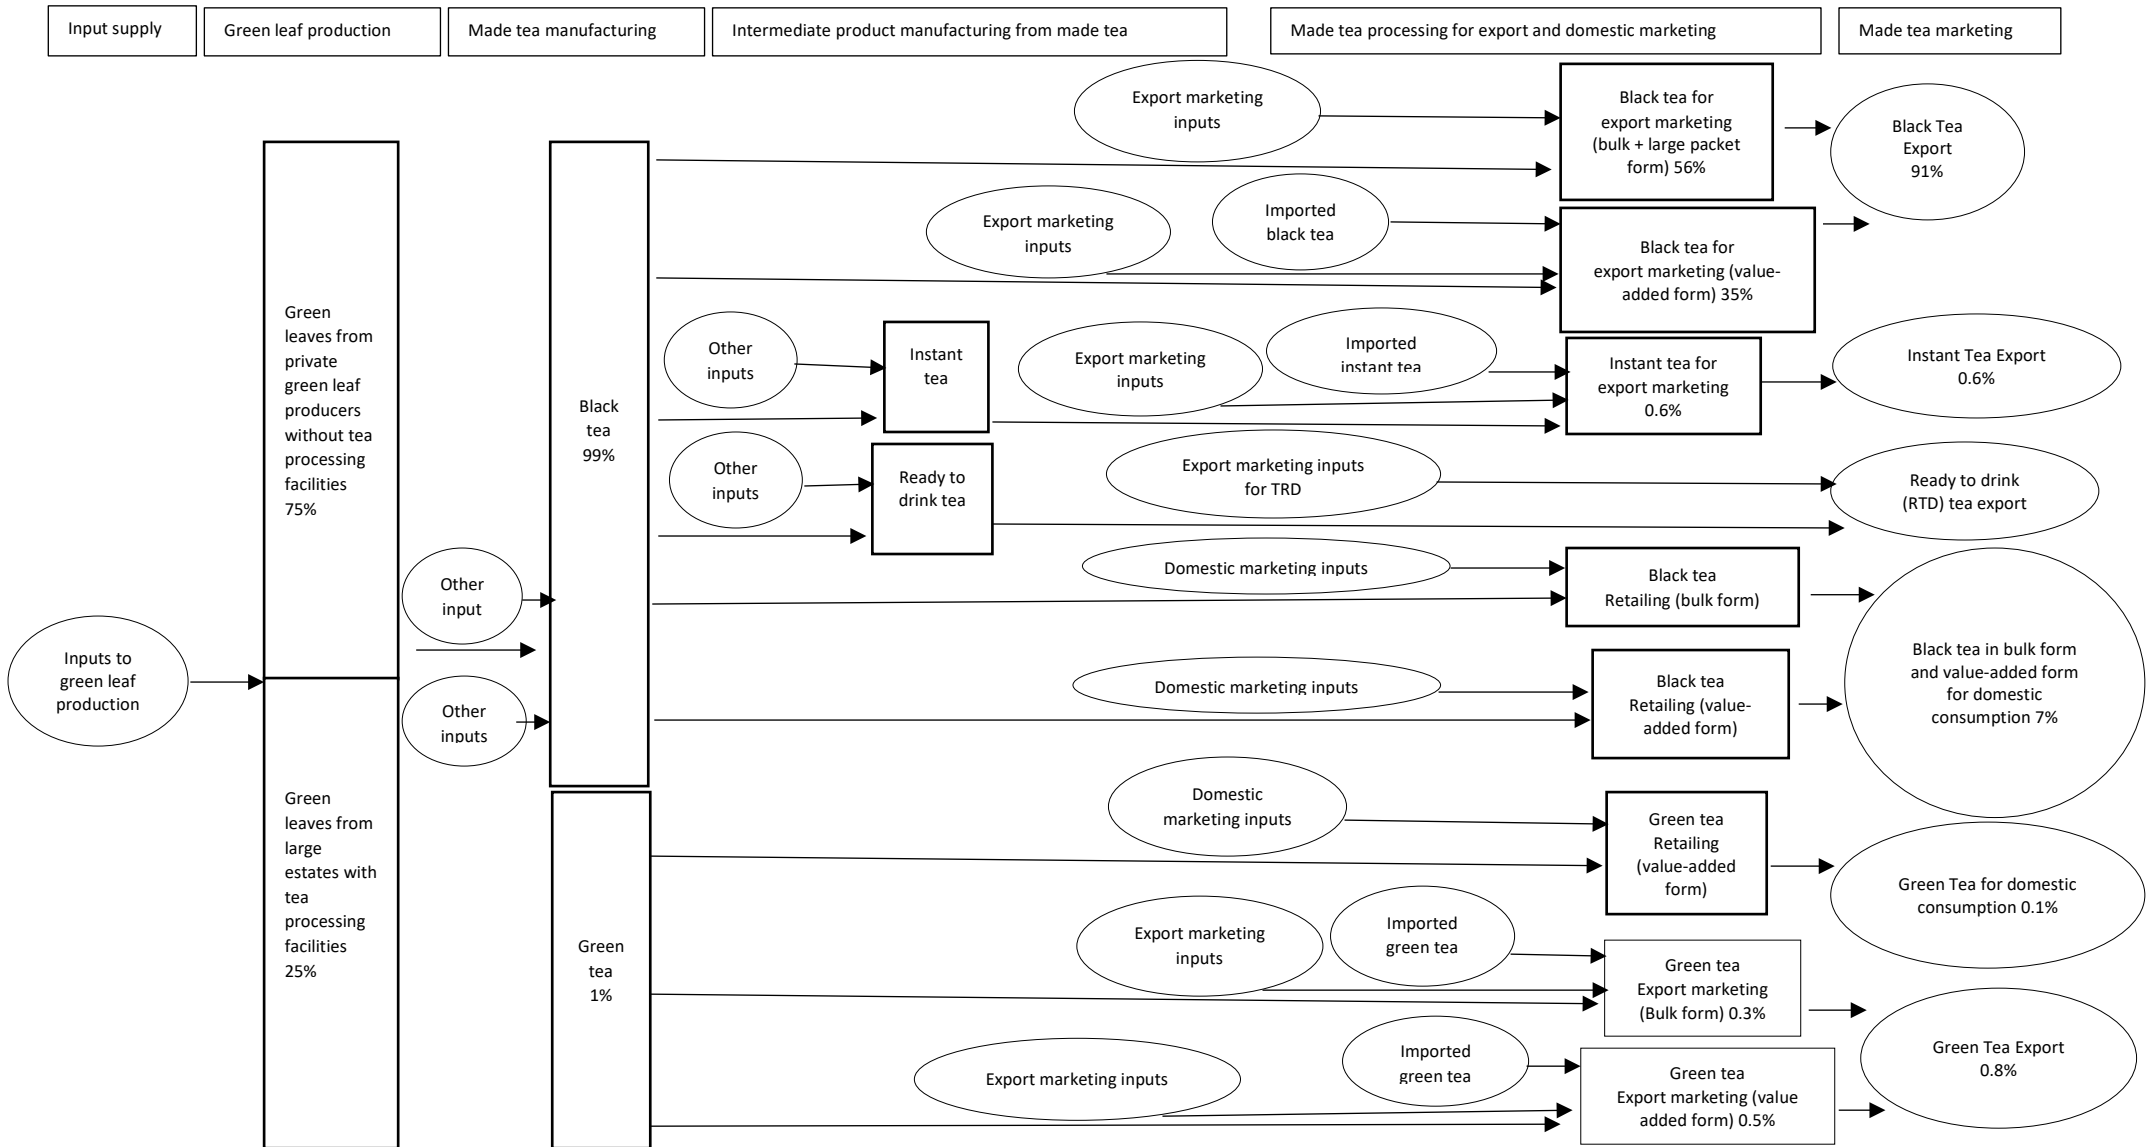 Input supply
Green leaf production
Made tea manufacturing
Intermediate product manufacturing from made tea
Made tea processing for export and domestic marketing
Made tea marketing
Inputs to
green leaf
production
Green
leaves from
private
green leaf
producers
without tea
processing
facilities
75%
Green
leaves from
large
estates with
tea
processing
facilities
25%
Other
input
Other
inputs
Black
tea
99%
Green
tea
1%
Export marketing
inputs
Black tea for
export marketing
(bulk + large packet
form) 56%
Black Tea
Export
91%
Export marketing
inputs
Imported
black tea
Black tea for
export marketing (value-
added form) 35%
Other
inputs
Instant
tea
Export marketing
inputs
Imported
instant tea
Instant tea for
export marketing
0.6%
Instant Tea Export
0.6%
Other
inputs
Ready to
drink tea
Export marketing inputs
for TRD
Ready to drink
(RTD) tea export
Domestic marketing inputs
Black tea
Retailing (bulk form)
Domestic marketing inputs
Black tea
Retailing (value-
added form)
Black tea in bulk form
and value-added form
for domestic
consumption 7%
Domestic
marketing inputs
Green tea
Retailing
(value-added
form)
Green Tea for domestic
consumption 0.1%
Export marketing
inputs
Imported
green tea
Green tea
Export marketing
(Bulk form) 0.3%
Export marketing inputs
Imported
green tea
Green tea
Export marketing (value
added form) 0.5%
Green Tea Export
0.8%